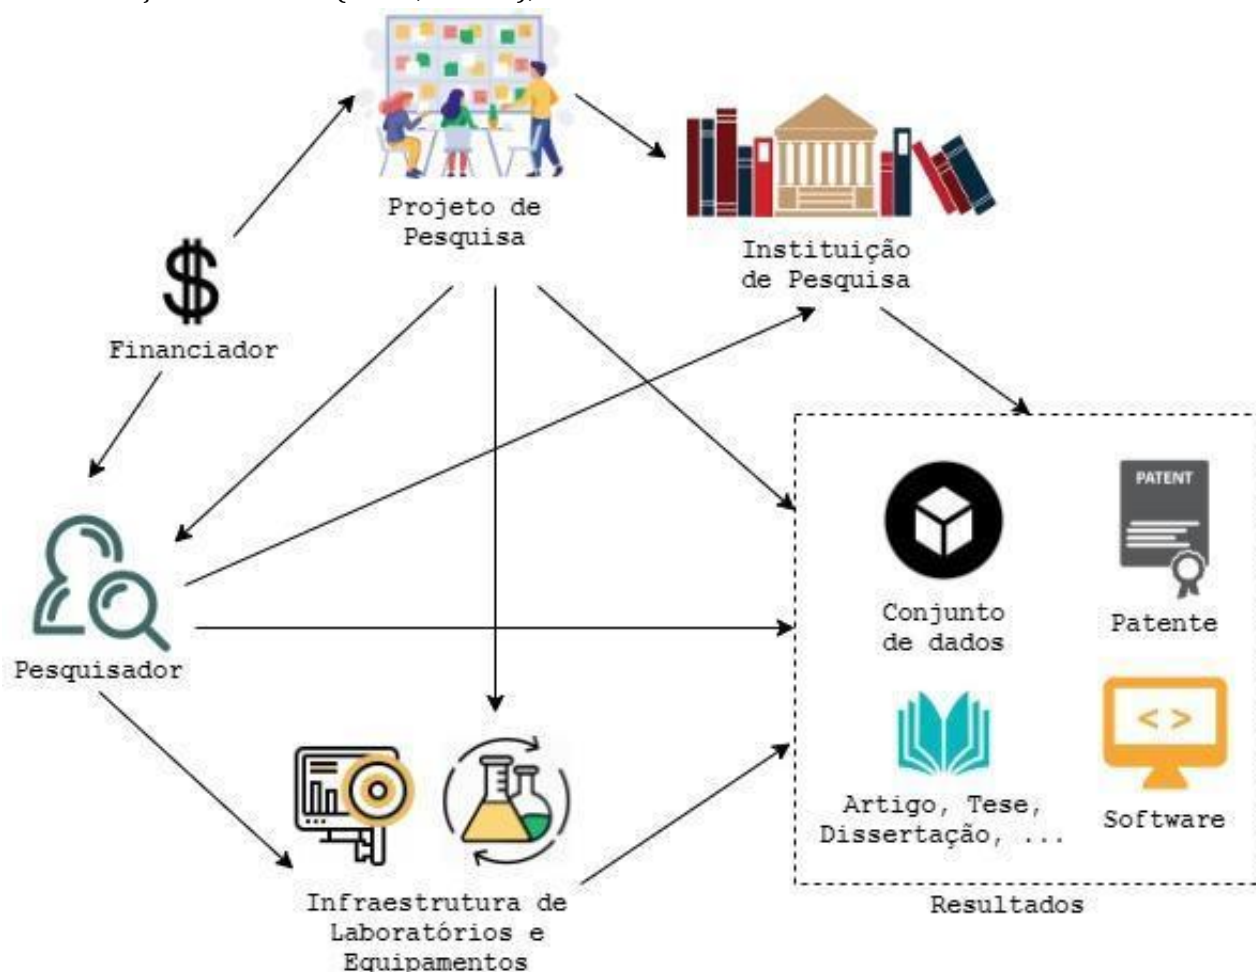 Projeto de
Pesquisa
Instituição
de Pesquisa
$
Financiador
PATENT
Conjunto
de dados
Patente
Pesquisador
< >
Artigo, Tese,
Dissertação, ...
Software
Infraestrutura de
Laboratórios e
Equipamentos
Resultados